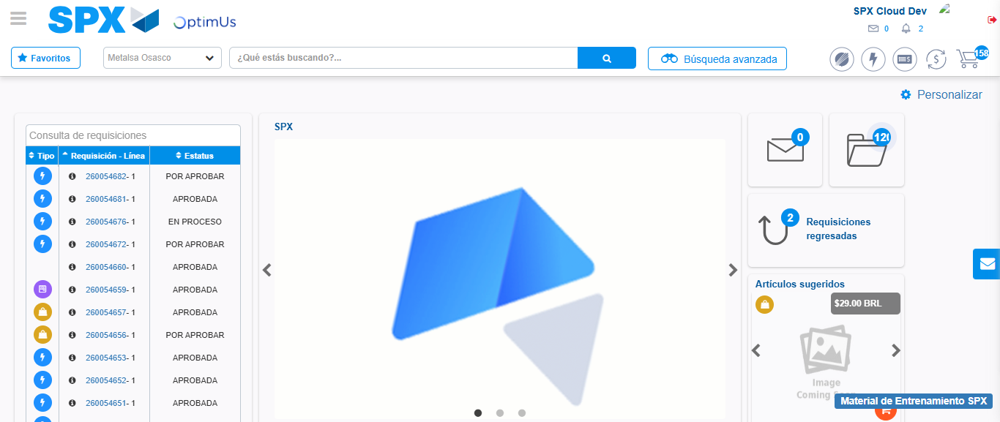 SPX
OptimUs
SPX Cloud Dev
0
2
Favoritos
Metalsa Osasco
¿Qué estás buscando?...
Búsqueda avanzada
158
Personalizar
Consulta de requisiciones
Tipo Requisición - Línea Estatus
260054682- 1 POR APROBAR
260054681- 1 APROBADA
260054676- 1 EN PROCESO
260054672- 1 POR APROBAR
260054660- 1 APROBADA
260054659- 1 APROBADA
260054657- 1 APROBADA
260054656- 1 POR APROBAR
260054653- 1 APROBADA
260054652- 1 APROBADA
260054651- 1 APROBADA
SPX
0
120
2
Requisiciones
regresadas
Artículos sugeridos
$29.00 BRL
Image
Coming
Material de Entrenamiento SPX